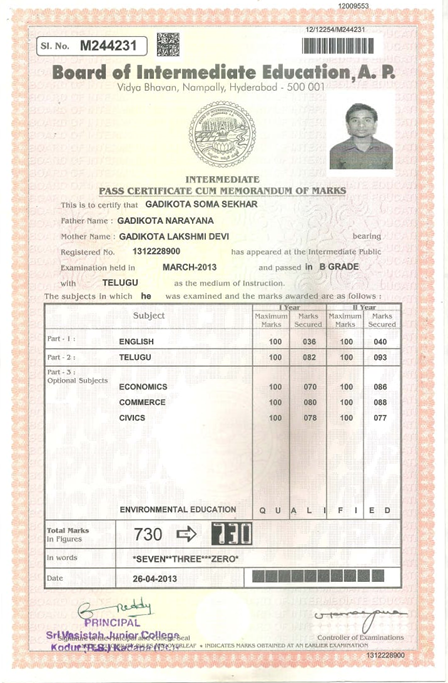 12009553
Sl. No. M244231
12/12254/M244231
Board of Intermediate Education, A. P.
Vidya Bhavan, Nampally, Hyderabad - 500 001
INTERMEDIATE
PASS CERTIFICATE CUM MEMORANDUM OF MARKS
This is to certify that GADIKOTA SOMA SEKHAR
Father Name : GADIKOTA NARAYANA
Mother Name : GADIKOTA LAKSHMI DEVI bearing
Registered No. 1312228900 has appeared at the Intermediate Public
Examination held in MARCH-2013 and passed in B GRADE
with TELUGU as the medium of Instruction.
The subjects in which he was examined and the marks awarded are as follows :
Subject I Year II Year
Maximum Marks Marks Secured Maximum Marks Marks Secured
Part - 1 : ENGLISH 100 036 100 040
Part - 2 : TELUGU 100 082 100 093
Part - 3 :
Optional Subjects
ECONOMICS 100 070 100 086
COMMERCE 100 080 100 088
CIVICS 100 078 100 077
ENVIRONMENTAL EDUCATION Q U A L I F I E D
Total Marks in Figures 730 730
In words *SEVEN**THREE***ZERO*
Date 26-04-2013
Reddy
PRINCIPAL
Sri Vasistah Junior College
Controller of Examinations
* INDICATES MARKS OBTAINED AT AN EARLIER EXAMINATION
1312228900